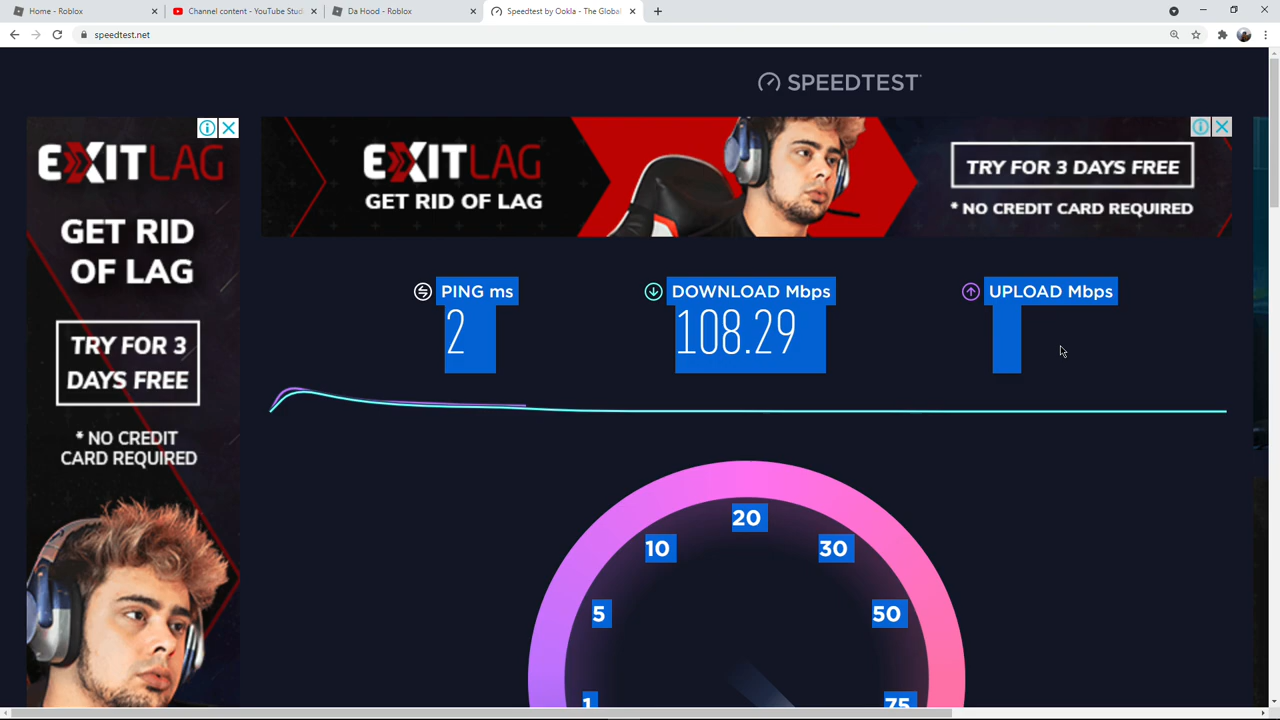 Home - Roblox
Channel content - YouTube Stud
Da Hood - Roblox
Speedtest by Ookla - The Global
speedtest.net
SPEEDTEST
EXITLAG
GET RID
OF LAG
TRY FOR 3
DAYS FREE
* NO CREDIT
CARD REQUIRED
EXITLAG
GET RID OF LAG
TRY FOR 3 DAYS FREE
* NO CREDIT CARD REQUIRED
PING ms
2
DOWNLOAD Mbps
108.29
UPLOAD Mbps
20
10
30
5
50
1
75